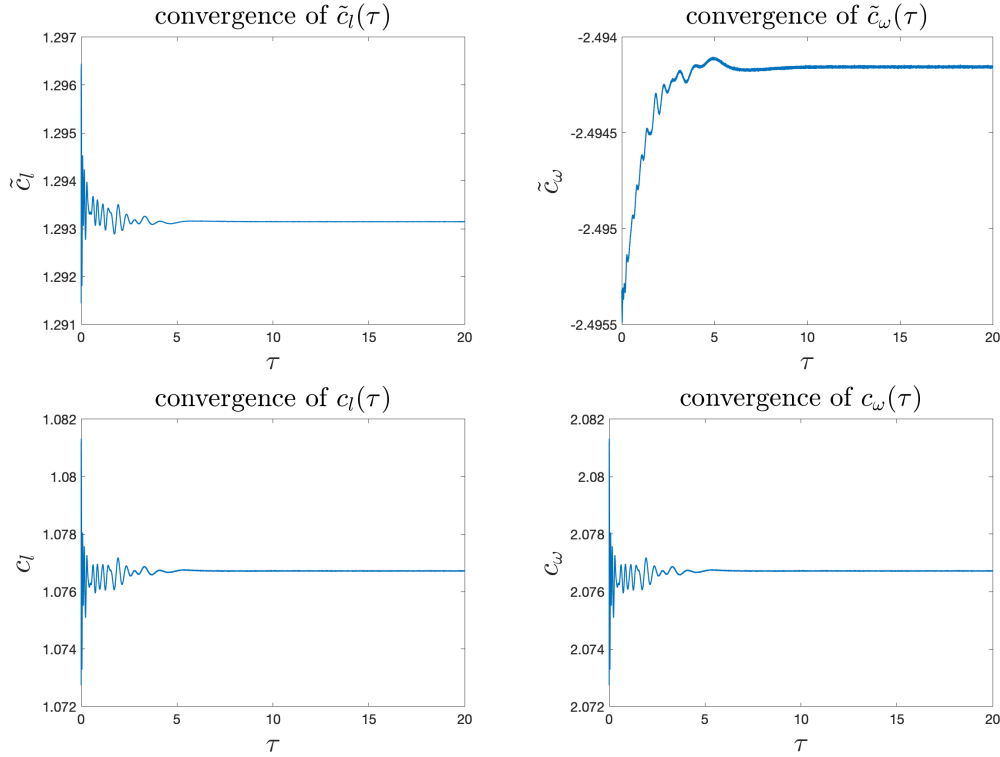 convergence of c̃_l(τ)
1.297
1.296
1.295
1.294
1.293
1.292
1.291
c̃_l
0 5 10 15 20
τ
convergence of c̃_ω(τ)
-2.494
-2.4945
-2.495
-2.4955
c̃_ω
0 5 10 15 20
τ
convergence of c_l(τ)
1.082
1.08
1.078
1.076
1.074
1.072
c_l
0 5 10 15 20
τ
convergence of c_ω(τ)
2.082
2.08
2.078
2.076
2.074
2.072
c_ω
0 5 10 15 20
τ